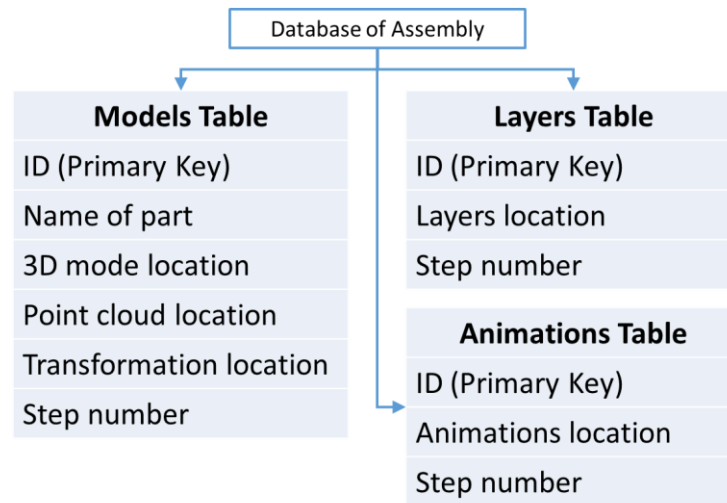 Database of Assembly
Models Table
ID (Primary Key)
Name of part
3D mode location
Point cloud location
Transformation location
Step number
Layers Table
ID (Primary Key)
Layers location
Step number
Animations Table
ID (Primary Key)
Animations location
Step number